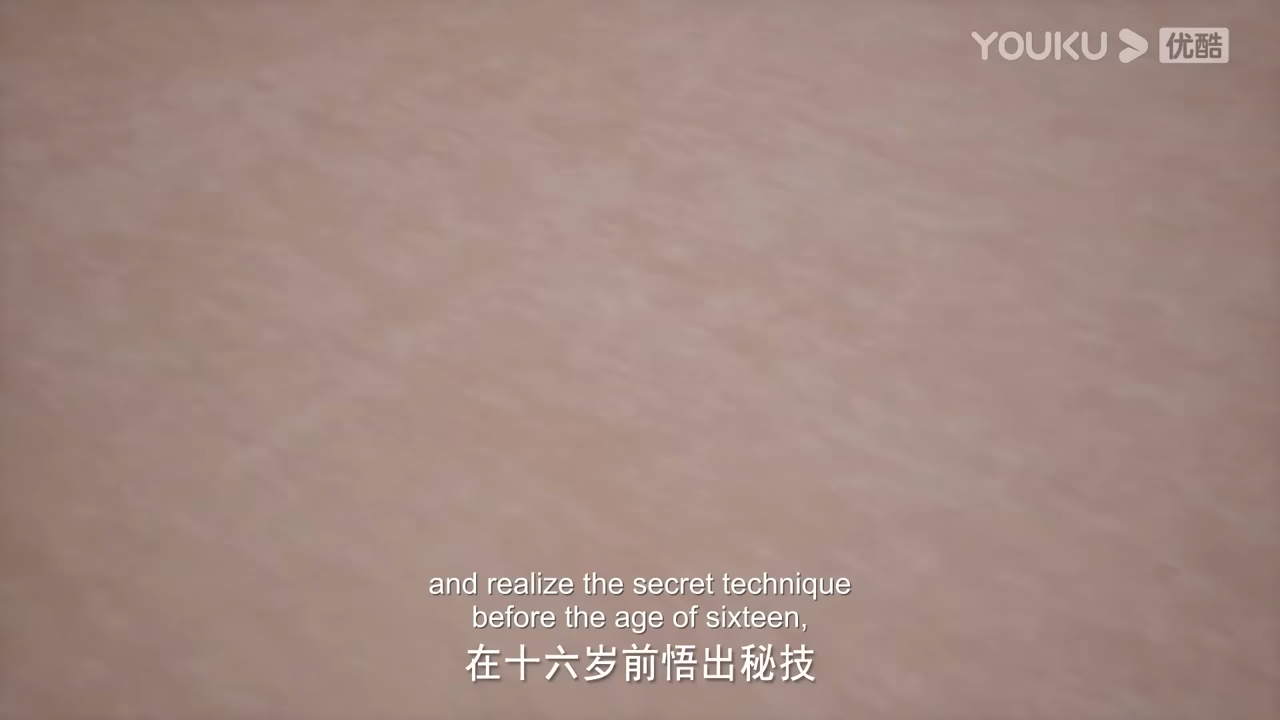 YOUKU 优酷
and realize the secret technique
before the age of sixteen,
在十六岁前悟出秘技